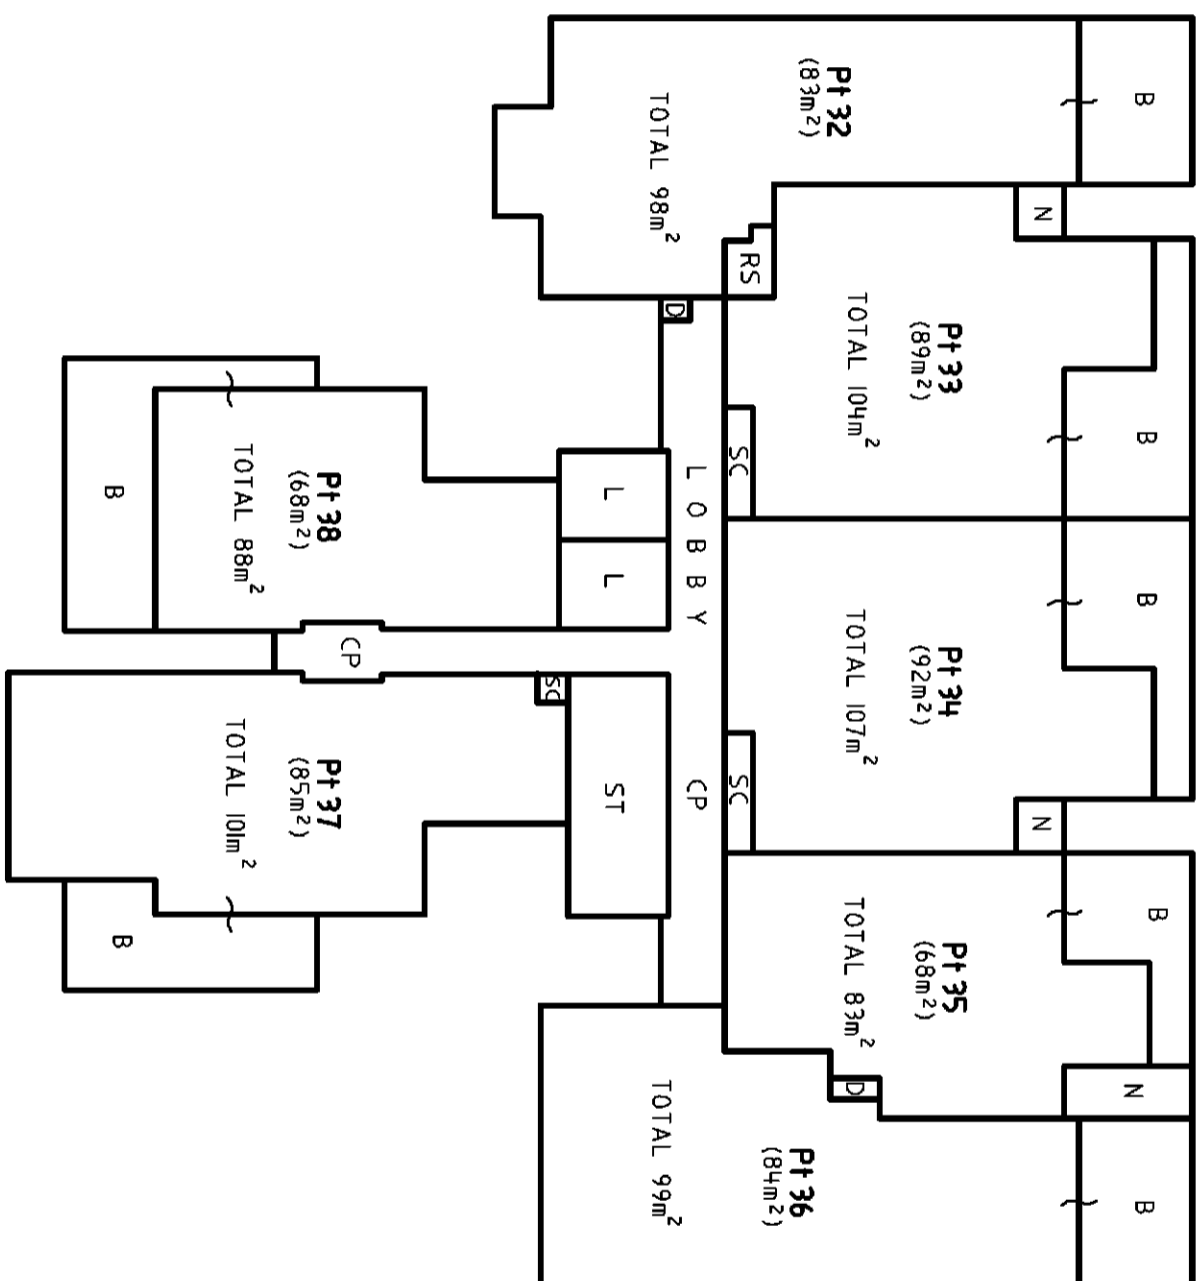 B
Pt 32
(83m²)
TOTAL 98m²
N
RS
D
B
Pt 33
(89m²)
TOTAL 104m²
SC
B
Pt 34
(92m²)
TOTAL 107m²
SC
N
B
Pt 35
(68m²)
TOTAL 83m²
D
N
B
Pt 36
(84m²)
TOTAL 99m²
LOBBY
CP
L
L
ST
SC
CP
Pt 38
(68m²)
TOTAL 88m²
B
Pt 37
(85m²)
TOTAL 101m²
B